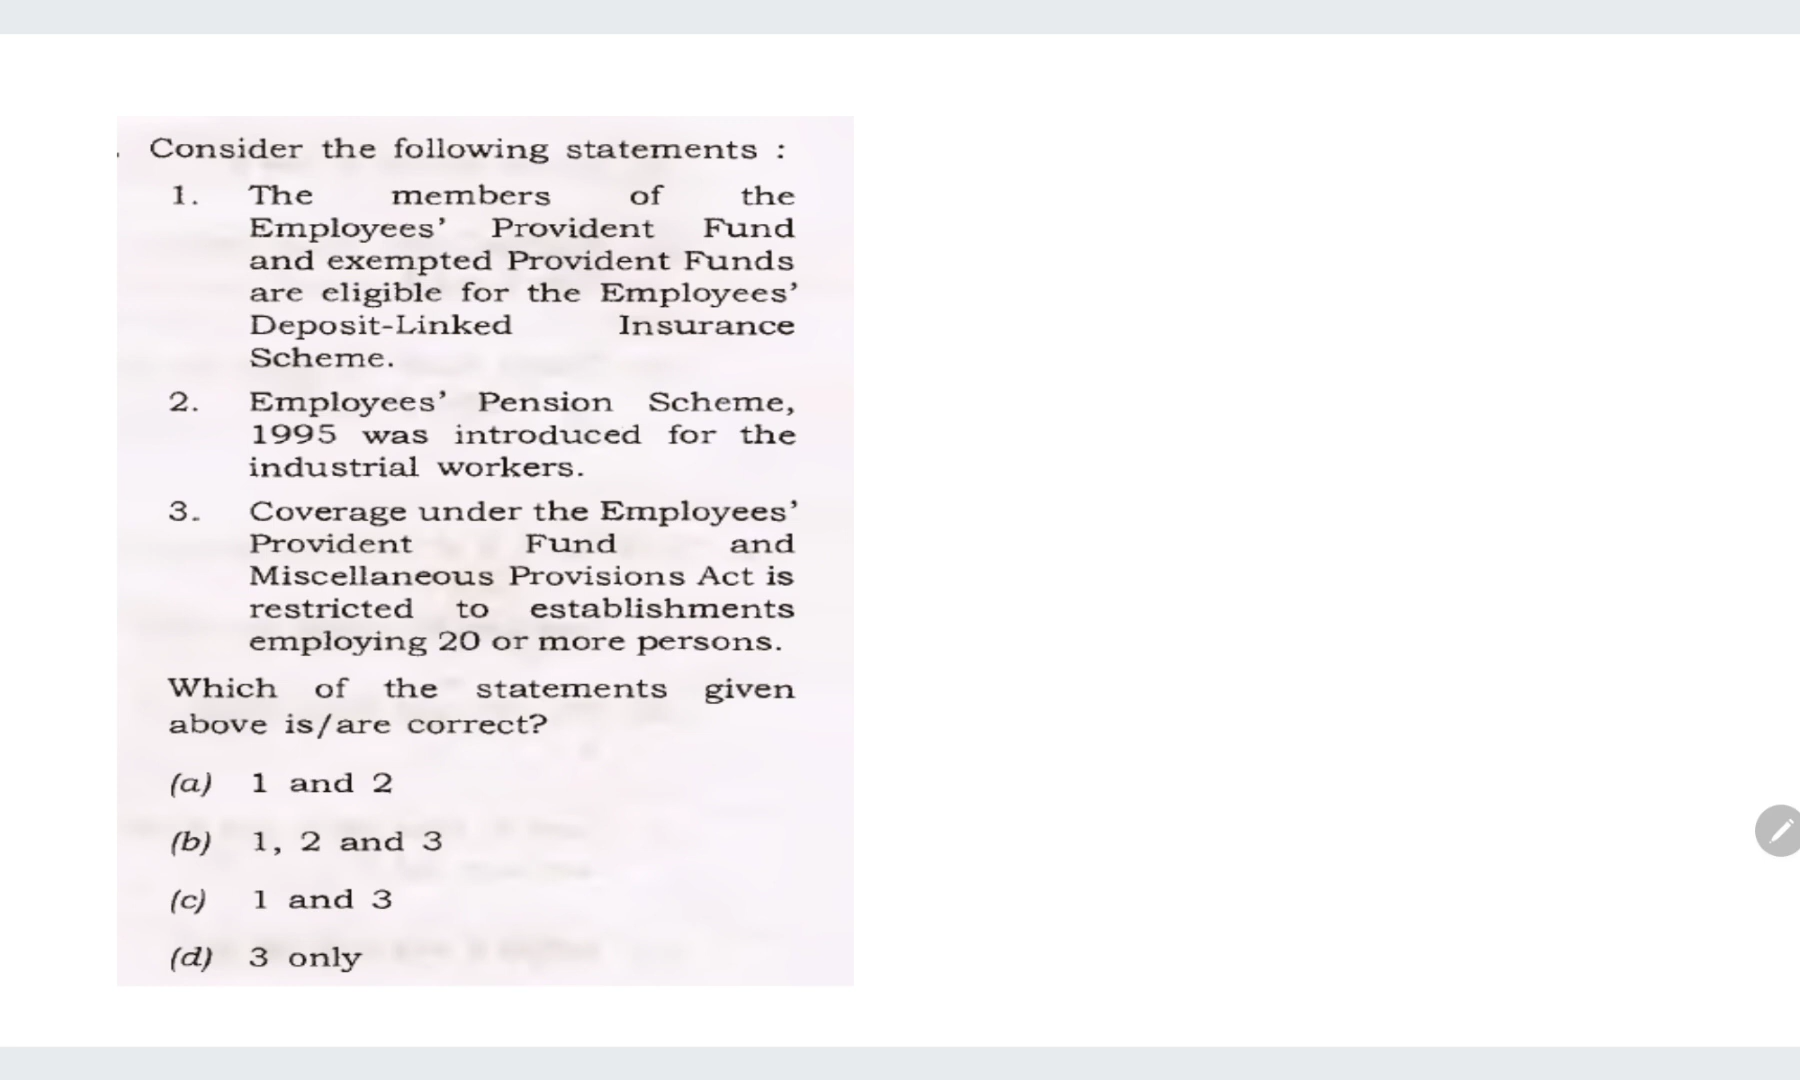 Consider the following statements :
1. The members of the
Employees’ Provident Fund
and exempted Provident Funds
are eligible for the Employees’
Deposit-Linked Insurance
Scheme.
2. Employees’ Pension Scheme,
1995 was introduced for the
industrial workers.
3. Coverage under the Employees’
Provident Fund and
Miscellaneous Provisions Act is
restricted to establishments
employing 20 or more persons.
Which of the statements given
above is/are correct?
(a) 1 and 2
(b) 1, 2 and 3
(c) 1 and 3
(d) 3 only